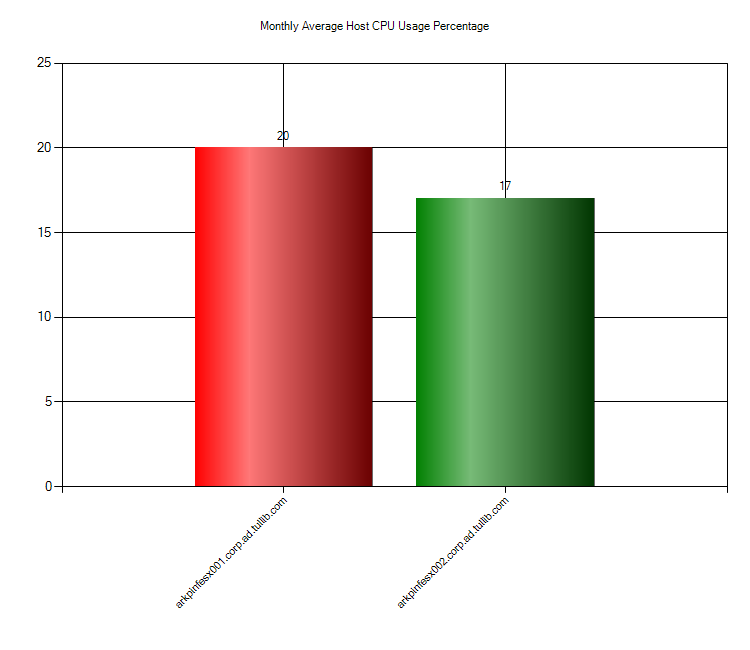 Monthly Average Host CPU Usage Percentage
25
20
20
17
15
10
5
0
arkpinfesx001.corp.ad.tullib.com
arkpinfesx002.corp.ad.tullib.com